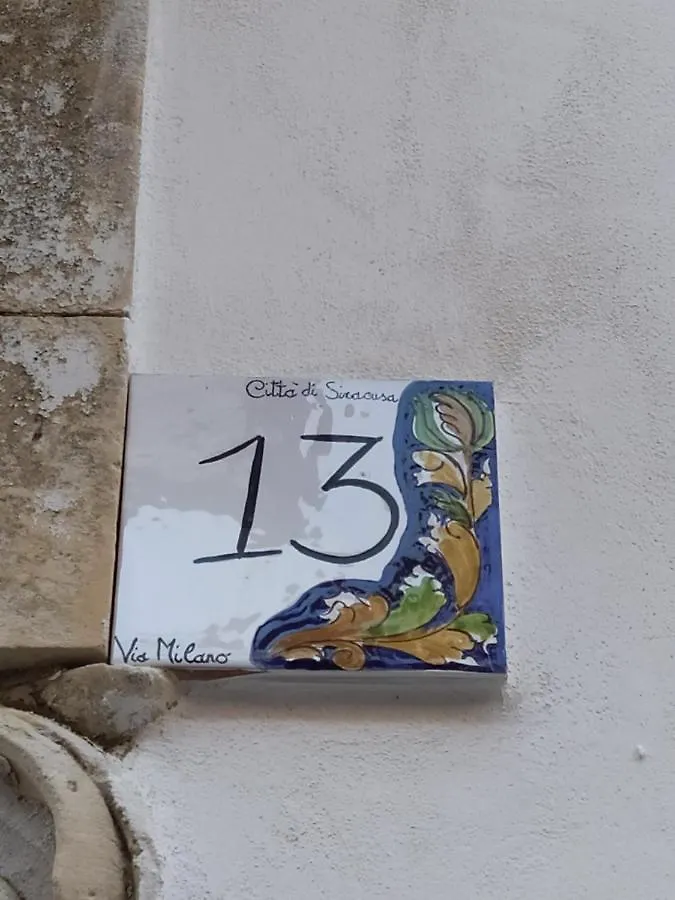 Città di Siracusa
13
Via Milano